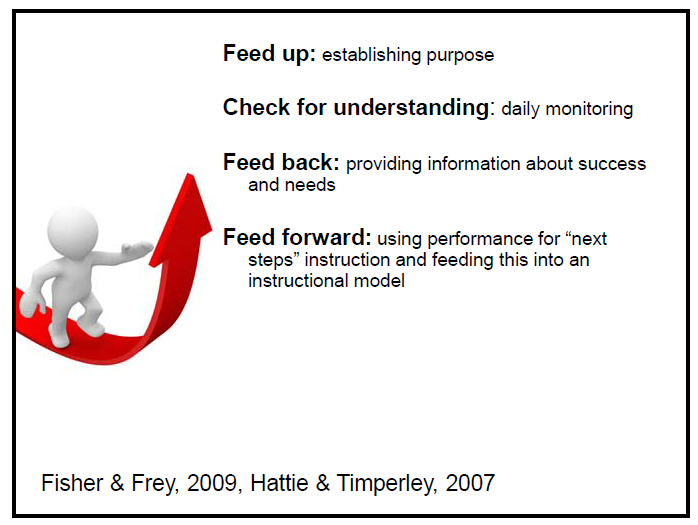 Feed up: establishing purpose
Check for understanding: daily monitoring
Feed back: providing information about success
and needs
Feed forward: using performance for “next
steps” instruction and feeding this into an
instructional model
Fisher & Frey, 2009, Hattie & Timperley, 2007